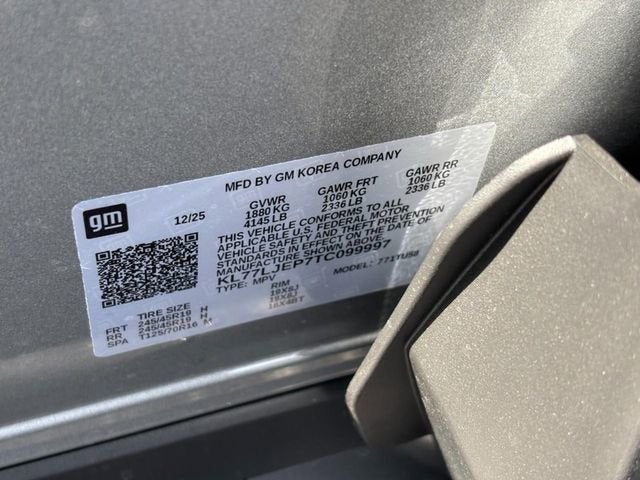 MFD BY GM KOREA COMPANY
gm 12/25 GVWR GAWR FRT GAWR RR
1880 KG 1060 KG 1060 KG
4145 LB 2336 LB 2336 LB
THIS VEHICLE CONFORMS TO ALL
APPLICABLE U.S. FEDERAL MOTOR
VEHICLE SAFETY AND THEFT PREVENTION
STANDARDS IN EFFECT ON THE DATE OF
MANUFACTURE SHOWN ABOVE.
KL77LJEP7TC099997
TYPE: MPV MODEL: 771TU58
TIRE SIZE RIM
FRT 245/45R19 H 19X8J
RR 245/45R19 H 19X8J
SPA T125/70R16 M 16X4BT